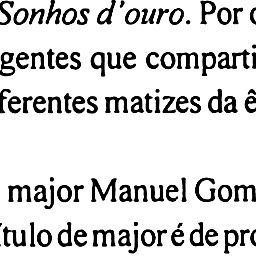 Sonhos d'ouro. Por
gentes que comparti
ferentes matizes da ê
major Manuel Gom
ítulo de major é de pro